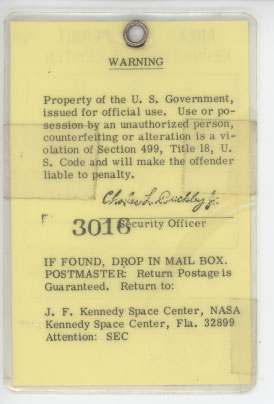 WARNING
Property of the U. S. Government,
issued for official use. Use or po-
session by an unauthorized person,
counterfeiting or alteration is a vi-
olation of Section 499, Title 18, U.
S. Code and will make the offender
liable to penalty.
Charles L. Buckley, Jr.
F 3016 Security Officer
IF FOUND, DROP IN MAIL BOX.
POSTMASTER: Return Postage is
Guaranteed. Return to:
J. F. Kennedy Space Center, NASA
Kennedy Space Center, Fla. 32899
Attention: SEC